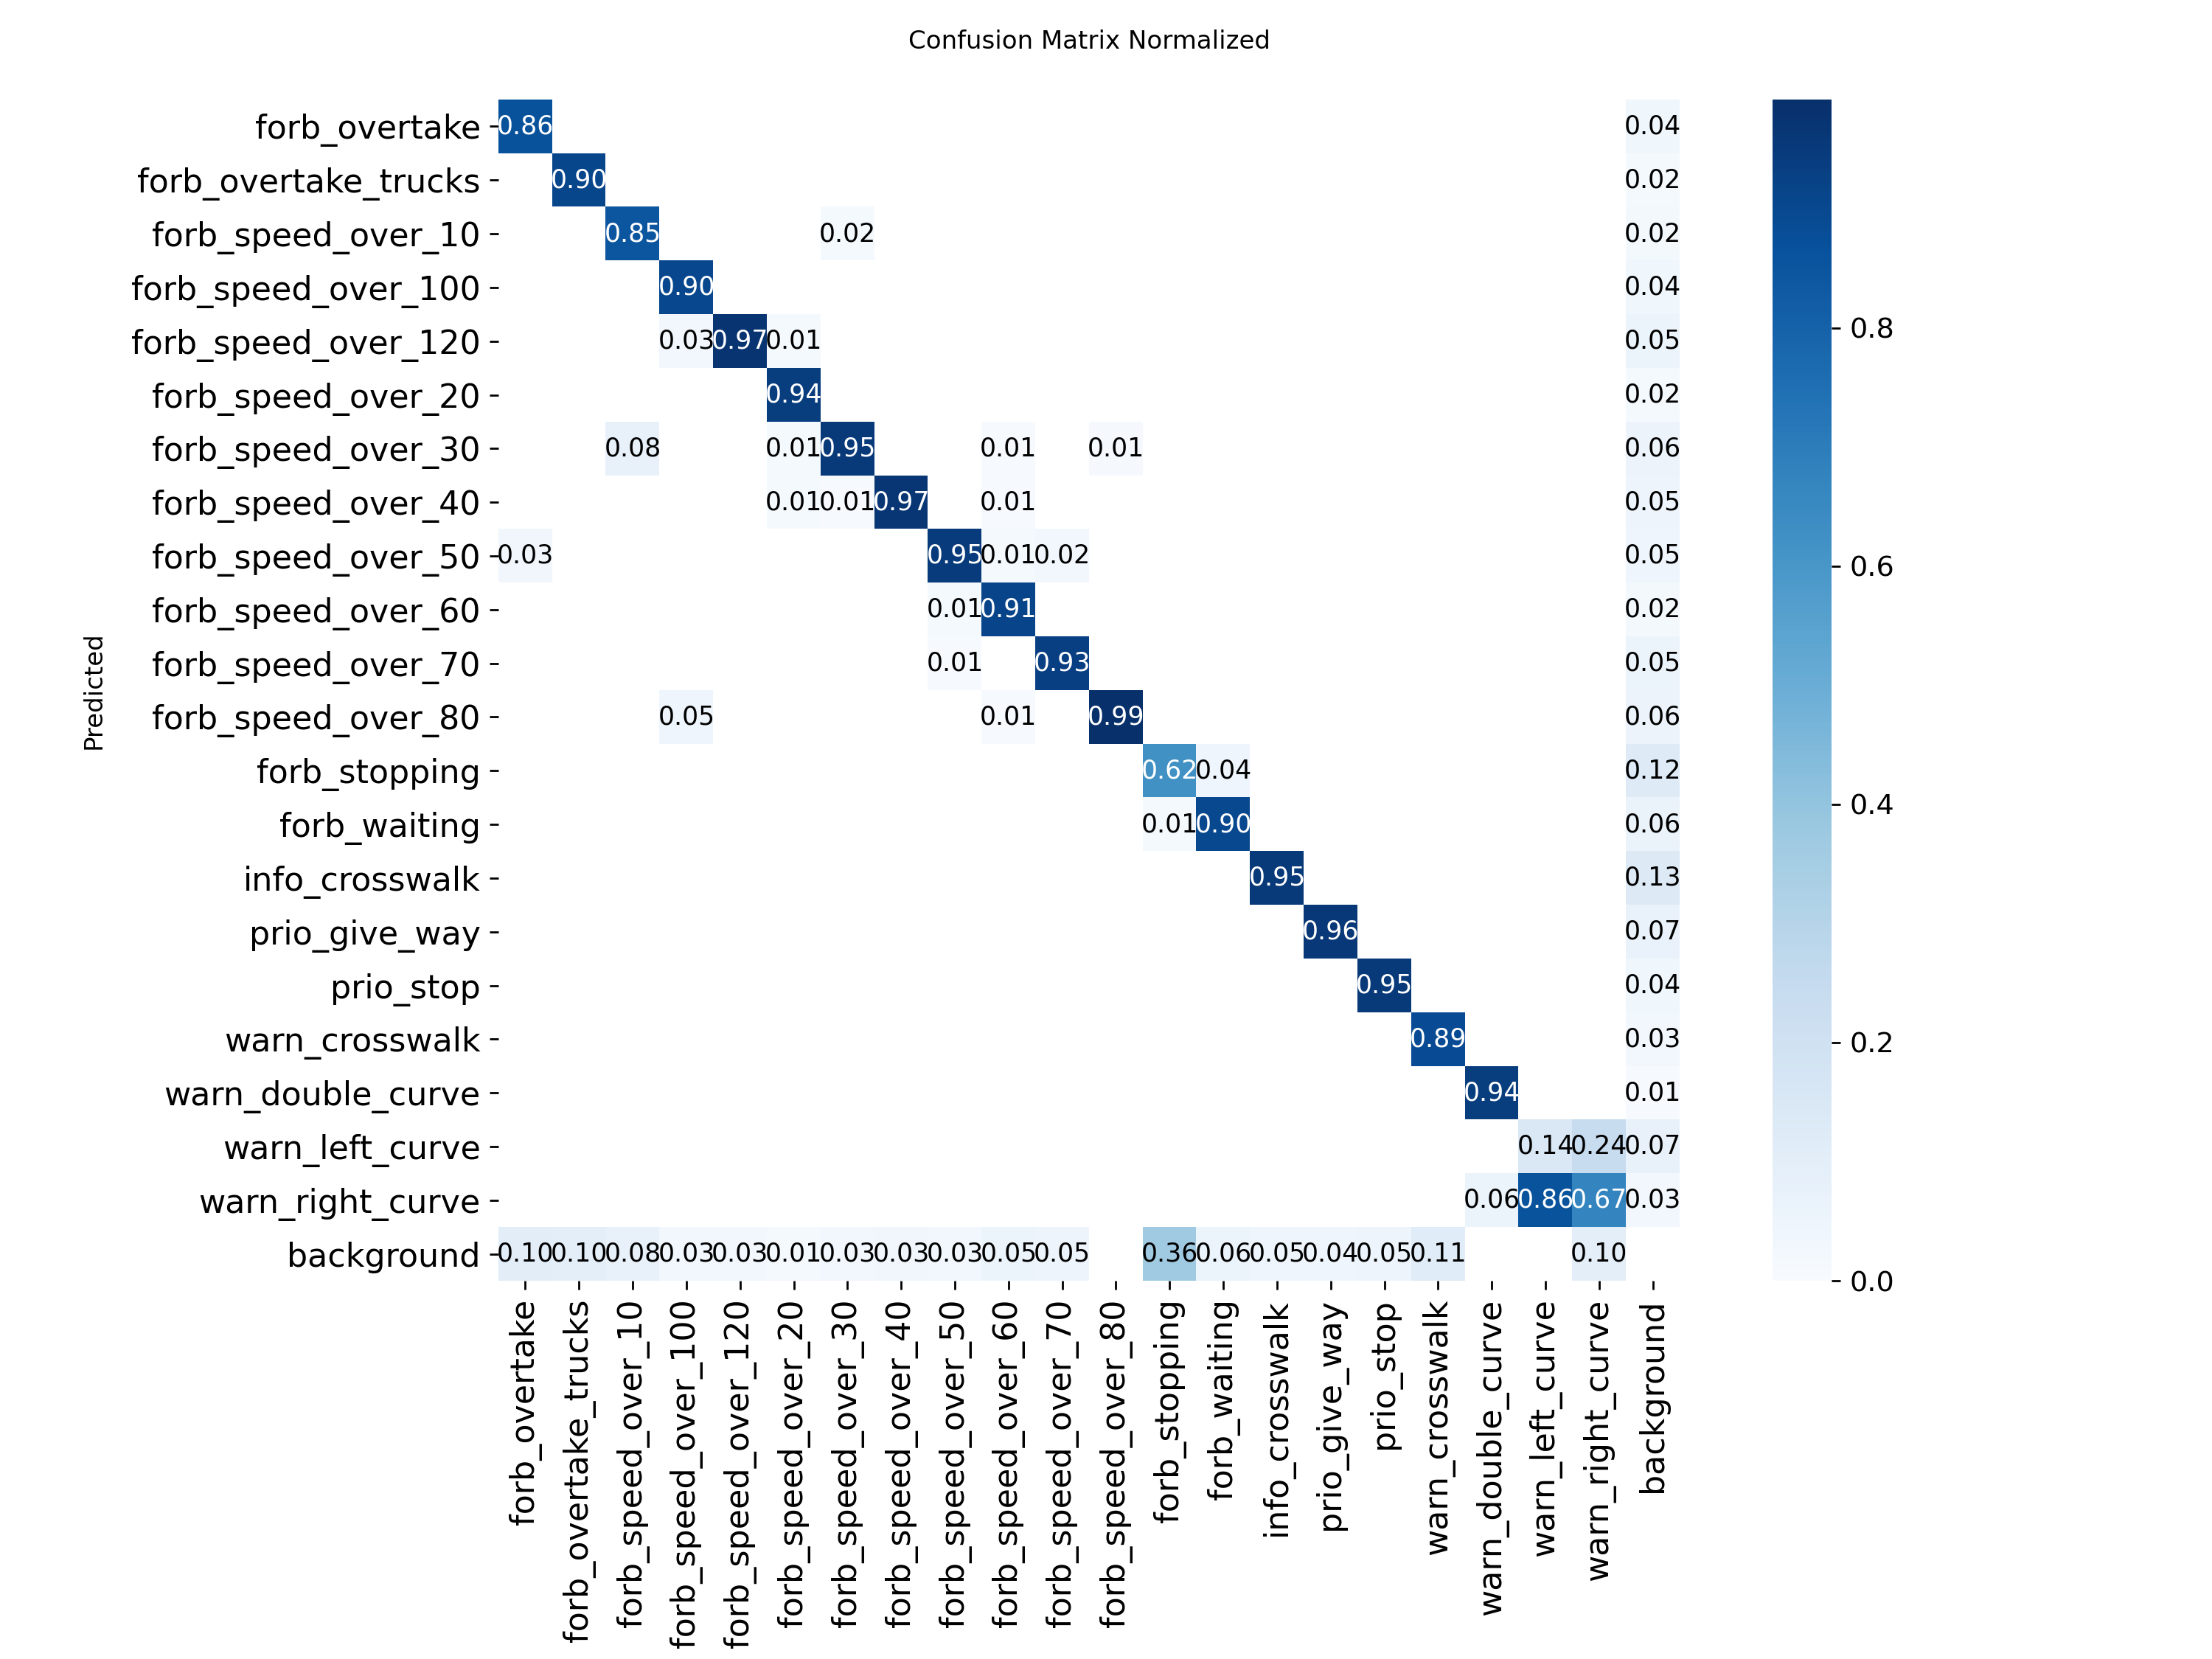 Confusion Matrix Normalized
forb_overtake 0.86 0.04
forb_overtake_trucks 0.90 0.02
forb_speed_over_10 0.85 0.02 0.02
forb_speed_over_100 0.90 0.04
forb_speed_over_120 0.03 0.97 0.01 0.05
forb_speed_over_20 0.94 0.02
forb_speed_over_30 0.08 0.01 0.95 0.01 0.01 0.06
forb_speed_over_40 0.01 0.01 0.97 0.01 0.05
forb_speed_over_50 0.03 0.95 0.01 0.02 0.05
forb_speed_over_60 0.01 0.91 0.02
forb_speed_over_70 0.01 0.93 0.05
forb_speed_over_80 0.05 0.01 0.99 0.06
forb_stopping 0.62 0.04 0.12
forb_waiting 0.01 0.90 0.06
info_crosswalk 0.95 0.13
prio_give_way 0.96 0.07
prio_stop 0.95 0.04
warn_crosswalk 0.89 0.03
warn_double_curve 0.94 0.01
warn_left_curve 0.14 0.24 0.07
warn_right_curve 0.06 0.86 0.67 0.03
background 0.10 0.10 0.08 0.03 0.03 0.01 0.03 0.03 0.03 0.05 0.05 0.36 0.06 0.05 0.04 0.05 0.11 0.10
Predicted
forb_overtake
forb_overtake_trucks
forb_speed_over_10
forb_speed_over_100
forb_speed_over_120
forb_speed_over_20
forb_speed_over_30
forb_speed_over_40
forb_speed_over_50
forb_speed_over_60
forb_speed_over_70
forb_speed_over_80
forb_stopping
forb_waiting
info_crosswalk
prio_give_way
prio_stop
warn_crosswalk
warn_double_curve
warn_left_curve
warn_right_curve
background
0.8
0.6
0.4
0.2
0.0